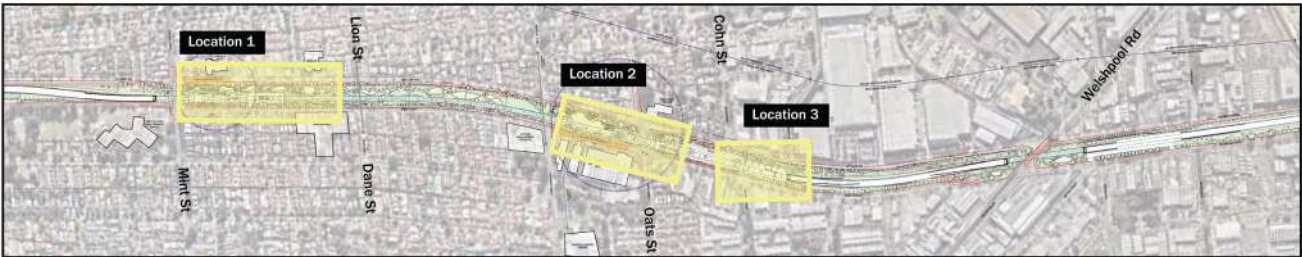 Location 1
Lion St
Location 2
Cohn St
Location 3
Welshpool Rd
Mint St
Dane St
Oats St